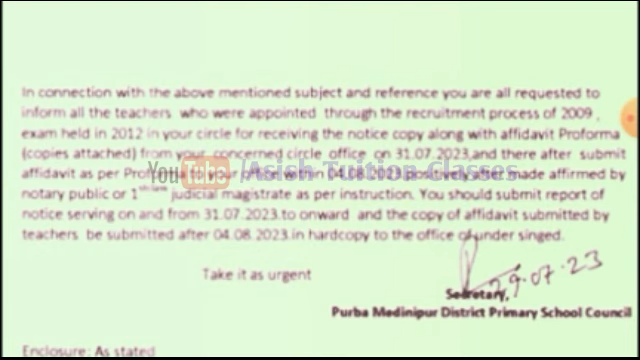 In connection with the above mentioned subject and reference you are all requested to
inform all the teachers who were appointed through the recruitment process of 2009 ,
exam held in 2012 in your circle for receiving the notice copy along with affidavit Proforma
(copies attached) from your concerned circle office on 31.07.2023,and there after submit
affidavit as per to your office within 04.08.2023 positively after made affirmed by
YouTube /Asish Tuition Classes
notary public or 1st judicial magistrate as per instruction. You should submit report of
notice serving on and from 31.07.2023.to onward and the copy of affidavit submitted by
teachers be submitted after 04.08.2023.in hardcopy to the office of under singed.
Take it as urgent
29.07.23
Secretary,
Purba Medinipur District Primary School Council
Enclosure: As stated